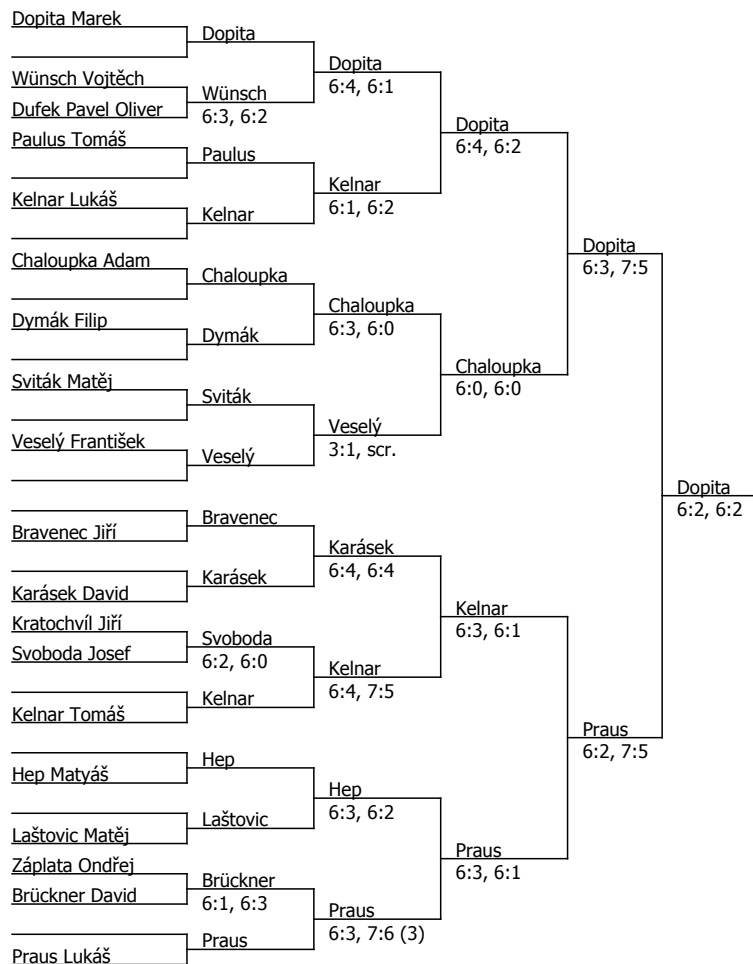 Dopita Marek
Wünsch Vojtěch
Dufek Pavel Oliver
Paulus Tomáš
Kelnar Lukáš
Chaloupka Adam
Dymák Filip
Sviták Matěj
Veselý František
Bravenec Jiří
Karásek David
Kratochvíl Jiří
Svoboda Josef
Kelnar Tomáš
Hep Matyáš
Laštovic Matěj
Záplata Ondřej
Brückner David
Praus Lukáš
Dopita
Wünsch
6:3, 6:2
Paulus
Kelnar
Chaloupka
Dymák
Sviták
Veselý
Bravenec
Karásek
Svoboda
6:2, 6:0
Kelnar
Hep
Laštovic
Brückner
6:1, 6:3
Praus
Dopita
6:4, 6:1
Kelnar
6:1, 6:2
Chaloupka
6:3, 6:0
Veselý
3:1, scr.
Karásek
6:4, 6:4
Kelnar
6:4, 7:5
Hep
6:3, 6:2
Praus
6:3, 7:6 (3)
Dopita
6:4, 6:2
Chaloupka
6:0, 6:0
Kelnar
6:3, 6:1
Praus
6:3, 6:1
Dopita
6:3, 7:5
Praus
6:2, 7:5
Dopita
6:2, 6:2